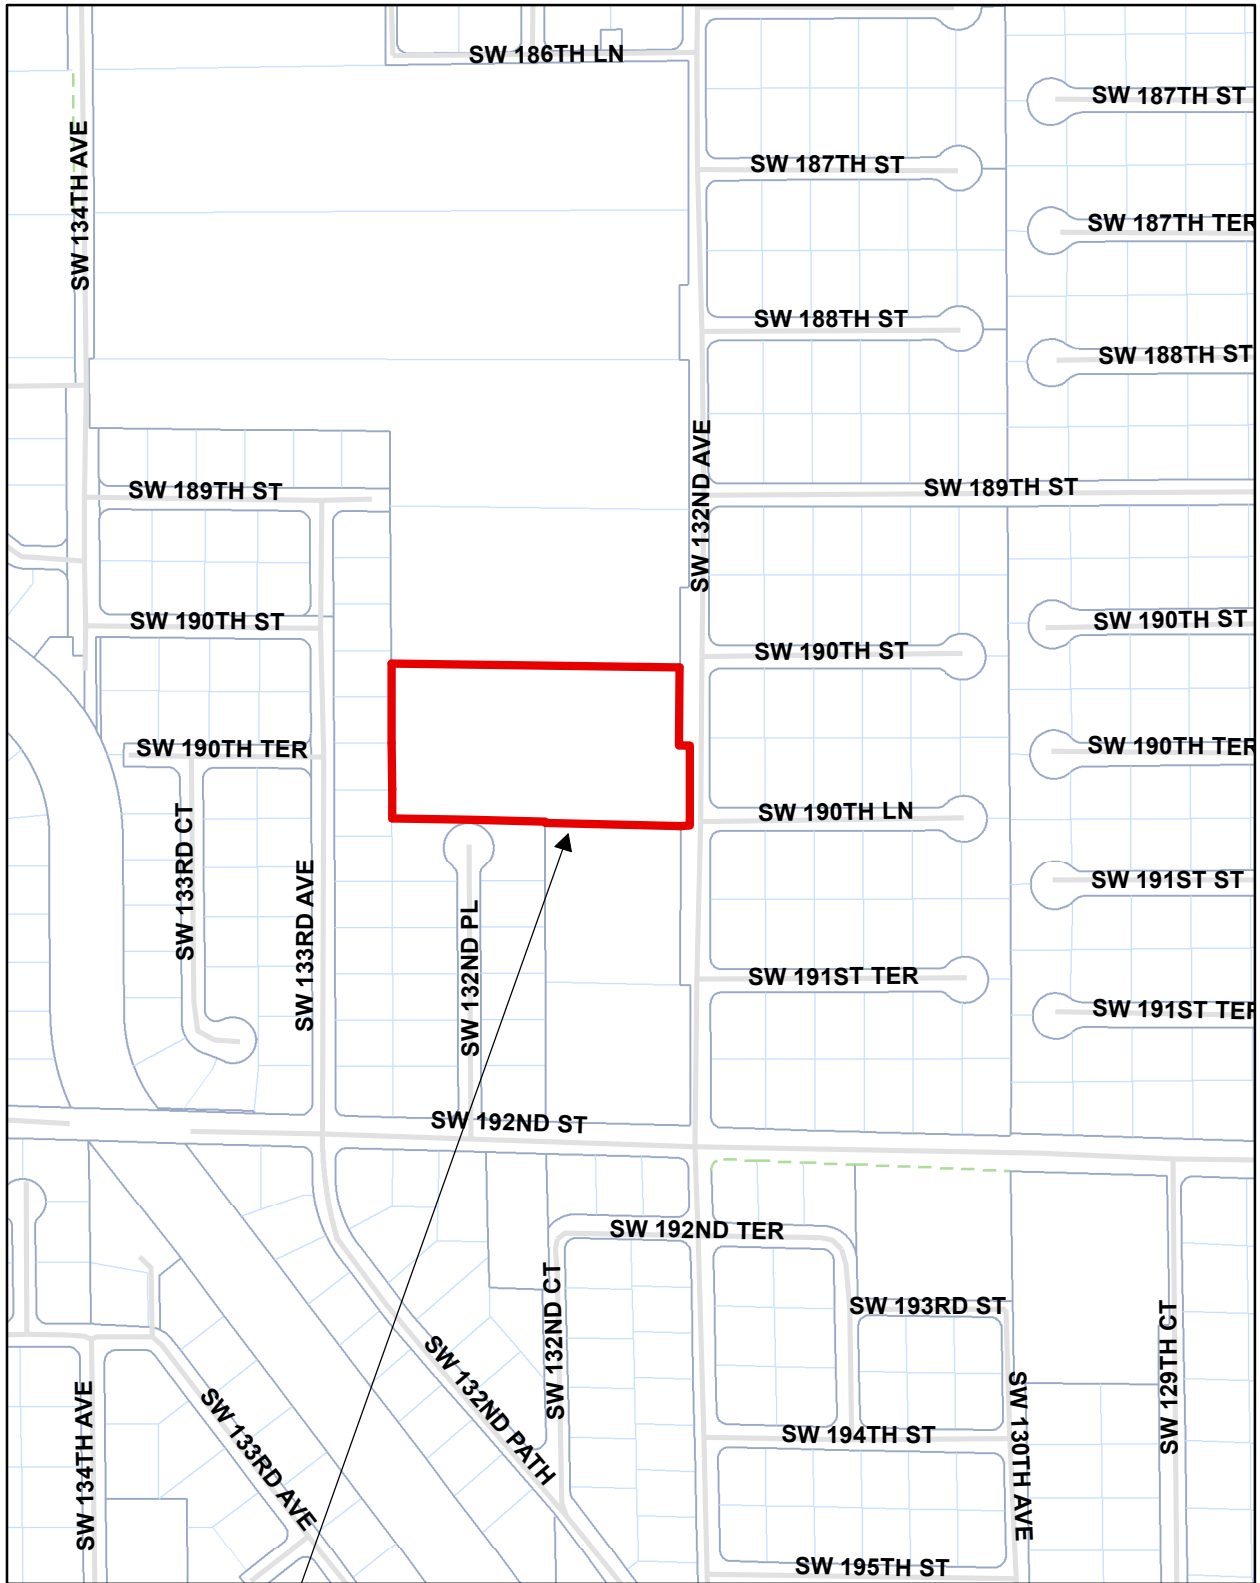 SW 186TH LN
SW 187TH ST
SW 134TH AVE
SW 187TH ST
SW 187TH TER
SW 188TH ST
SW 188TH ST
SW 132ND AVE
SW 189TH ST
SW 189TH ST
SW 190TH ST
SW 190TH ST
SW 190TH ST
SW 190TH TER
SW 190TH TER
SW 133RD CT
SW 190TH LN
SW 133RD AVE
SW 132ND PL
SW 191ST ST
SW 191ST TER
SW 191ST TER
SW 192ND ST
SW 192ND TER
SW 132ND CT
SW 193RD ST
SW 129TH CT
SW 132ND PATH
SW 134TH AVE
SW 133RD AVE
SW 194TH ST
SW 130TH AVE
SW 195TH ST